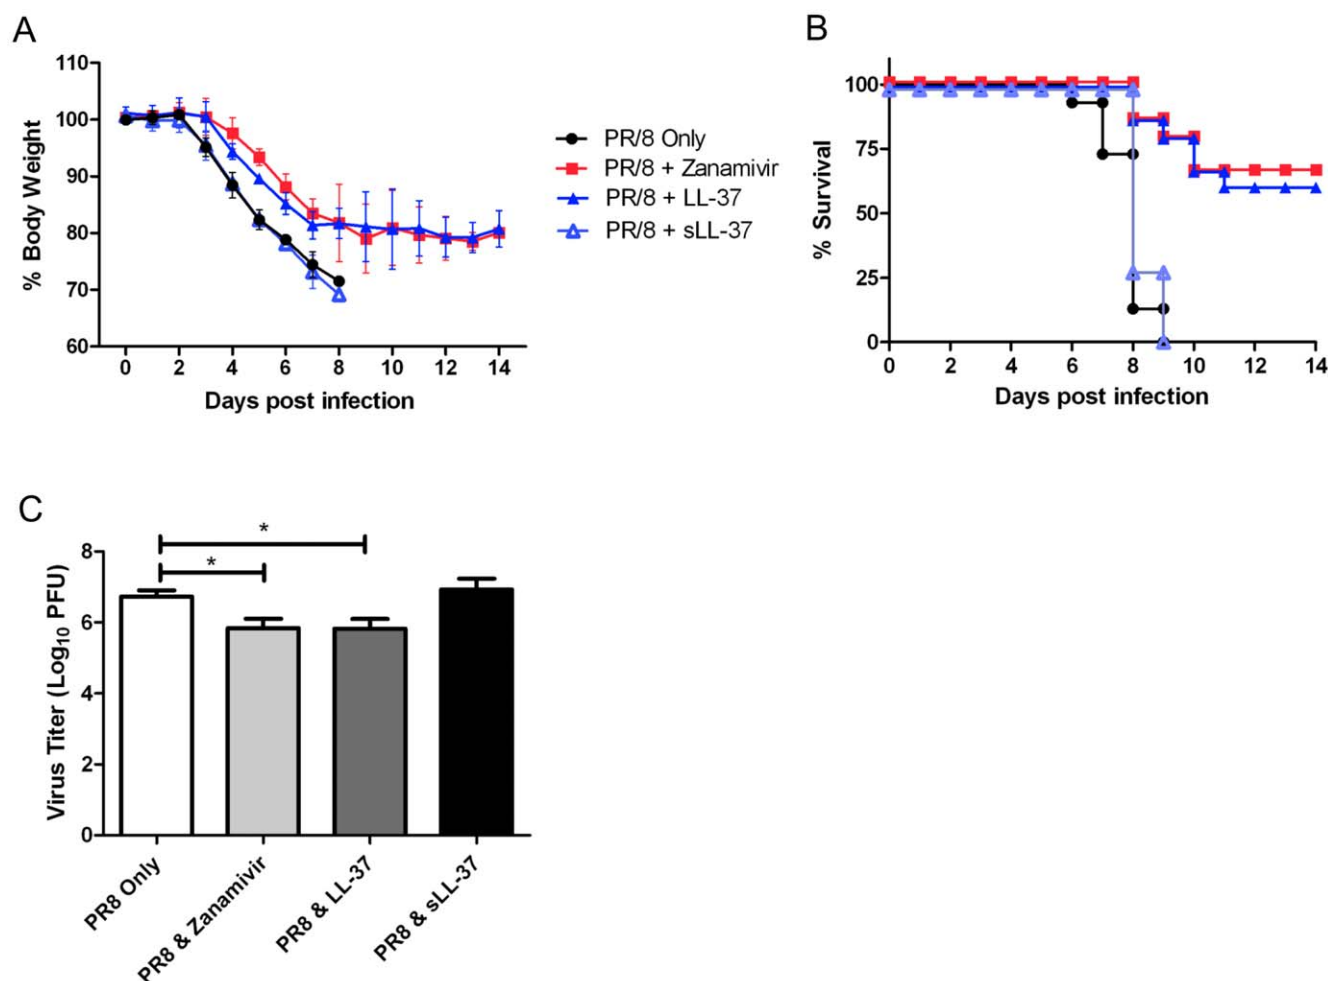 A
110
100
90
80
70
60
% Body Weight
0 2 4 6 8 10 12 14
Days post infection
PR/8 Only
PR/8 + Zanamivir
PR/8 + LL-37
PR/8 + sLL-37
B
100
75
50
25
0
% Survival
0 2 4 6 8 10 12 14
Days post infection
C
8
6
4
2
0
Virus Titer (Log10 PFU)
*
*
PR8 Only
PR8 & Zanamivir
PR8 & LL-37
PR8 & sLL-37